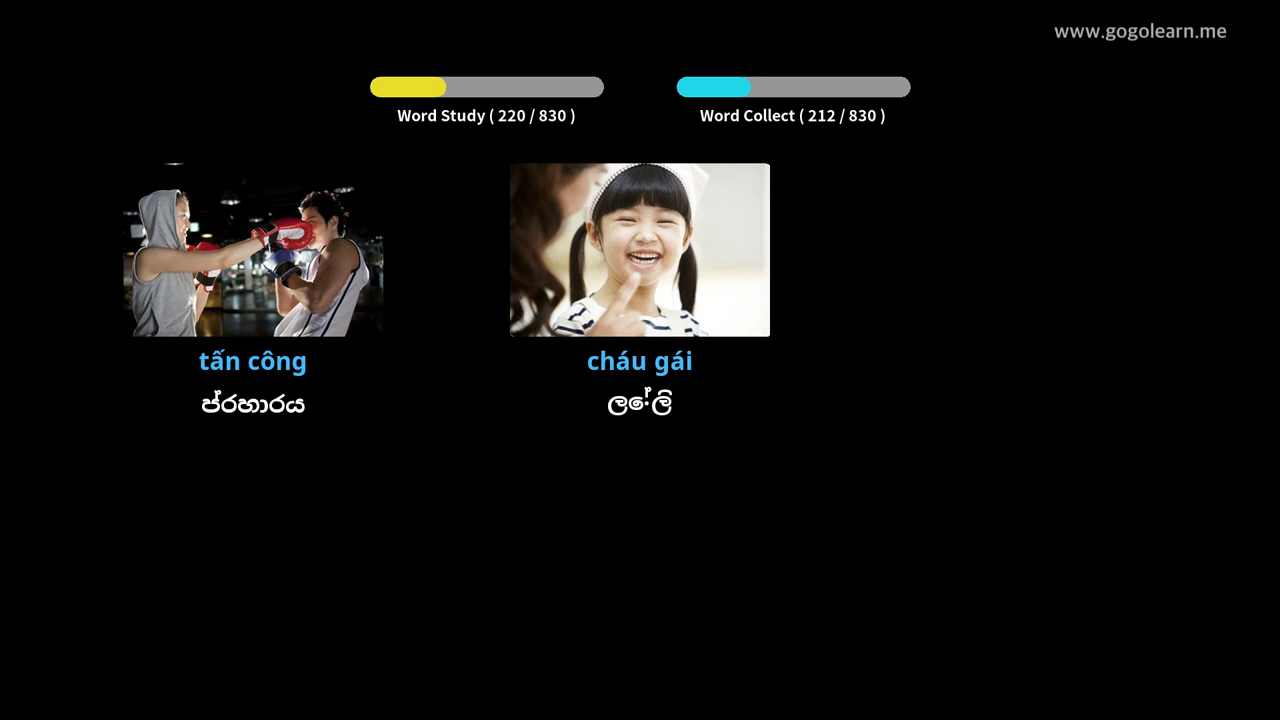 www.gogolearn.me
Word Study ( 220 / 830 )
Word Collect ( 212 / 830 )
tấn công
ප්රහාරය
cháu gái